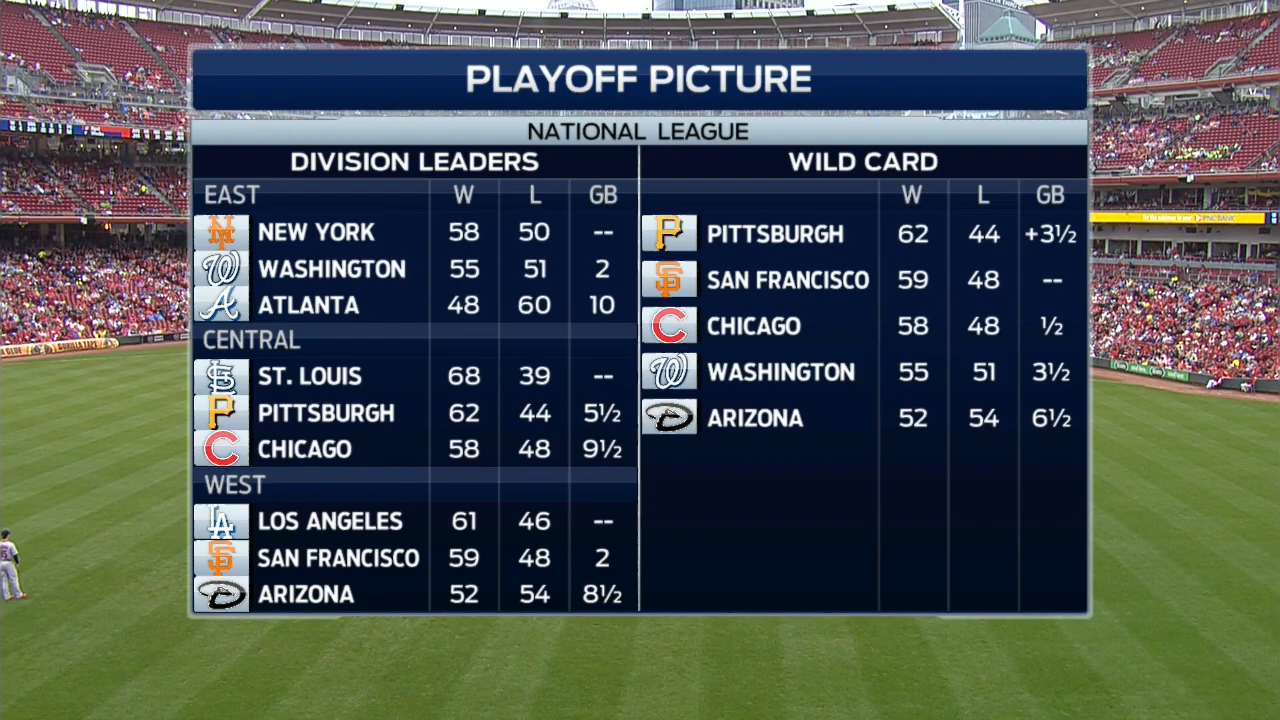 PLAYOFF PICTURE
NATIONAL LEAGUE
DIVISION LEADERS
EAST W L GB
NEW YORK 58 50 --
WASHINGTON 55 51 2
ATLANTA 48 60 10
CENTRAL
ST. LOUIS 68 39 --
PITTSBURGH 62 44 5½
CHICAGO 58 48 9½
WEST
LOS ANGELES 61 46 --
SAN FRANCISCO 59 48 2
ARIZONA 52 54 8½
WILD CARD
W L GB
PITTSBURGH 62 44 +3½
SAN FRANCISCO 59 48 --
CHICAGO 58 48 ½
WASHINGTON 55 51 3½
ARIZONA 52 54 6½
PNC BANK